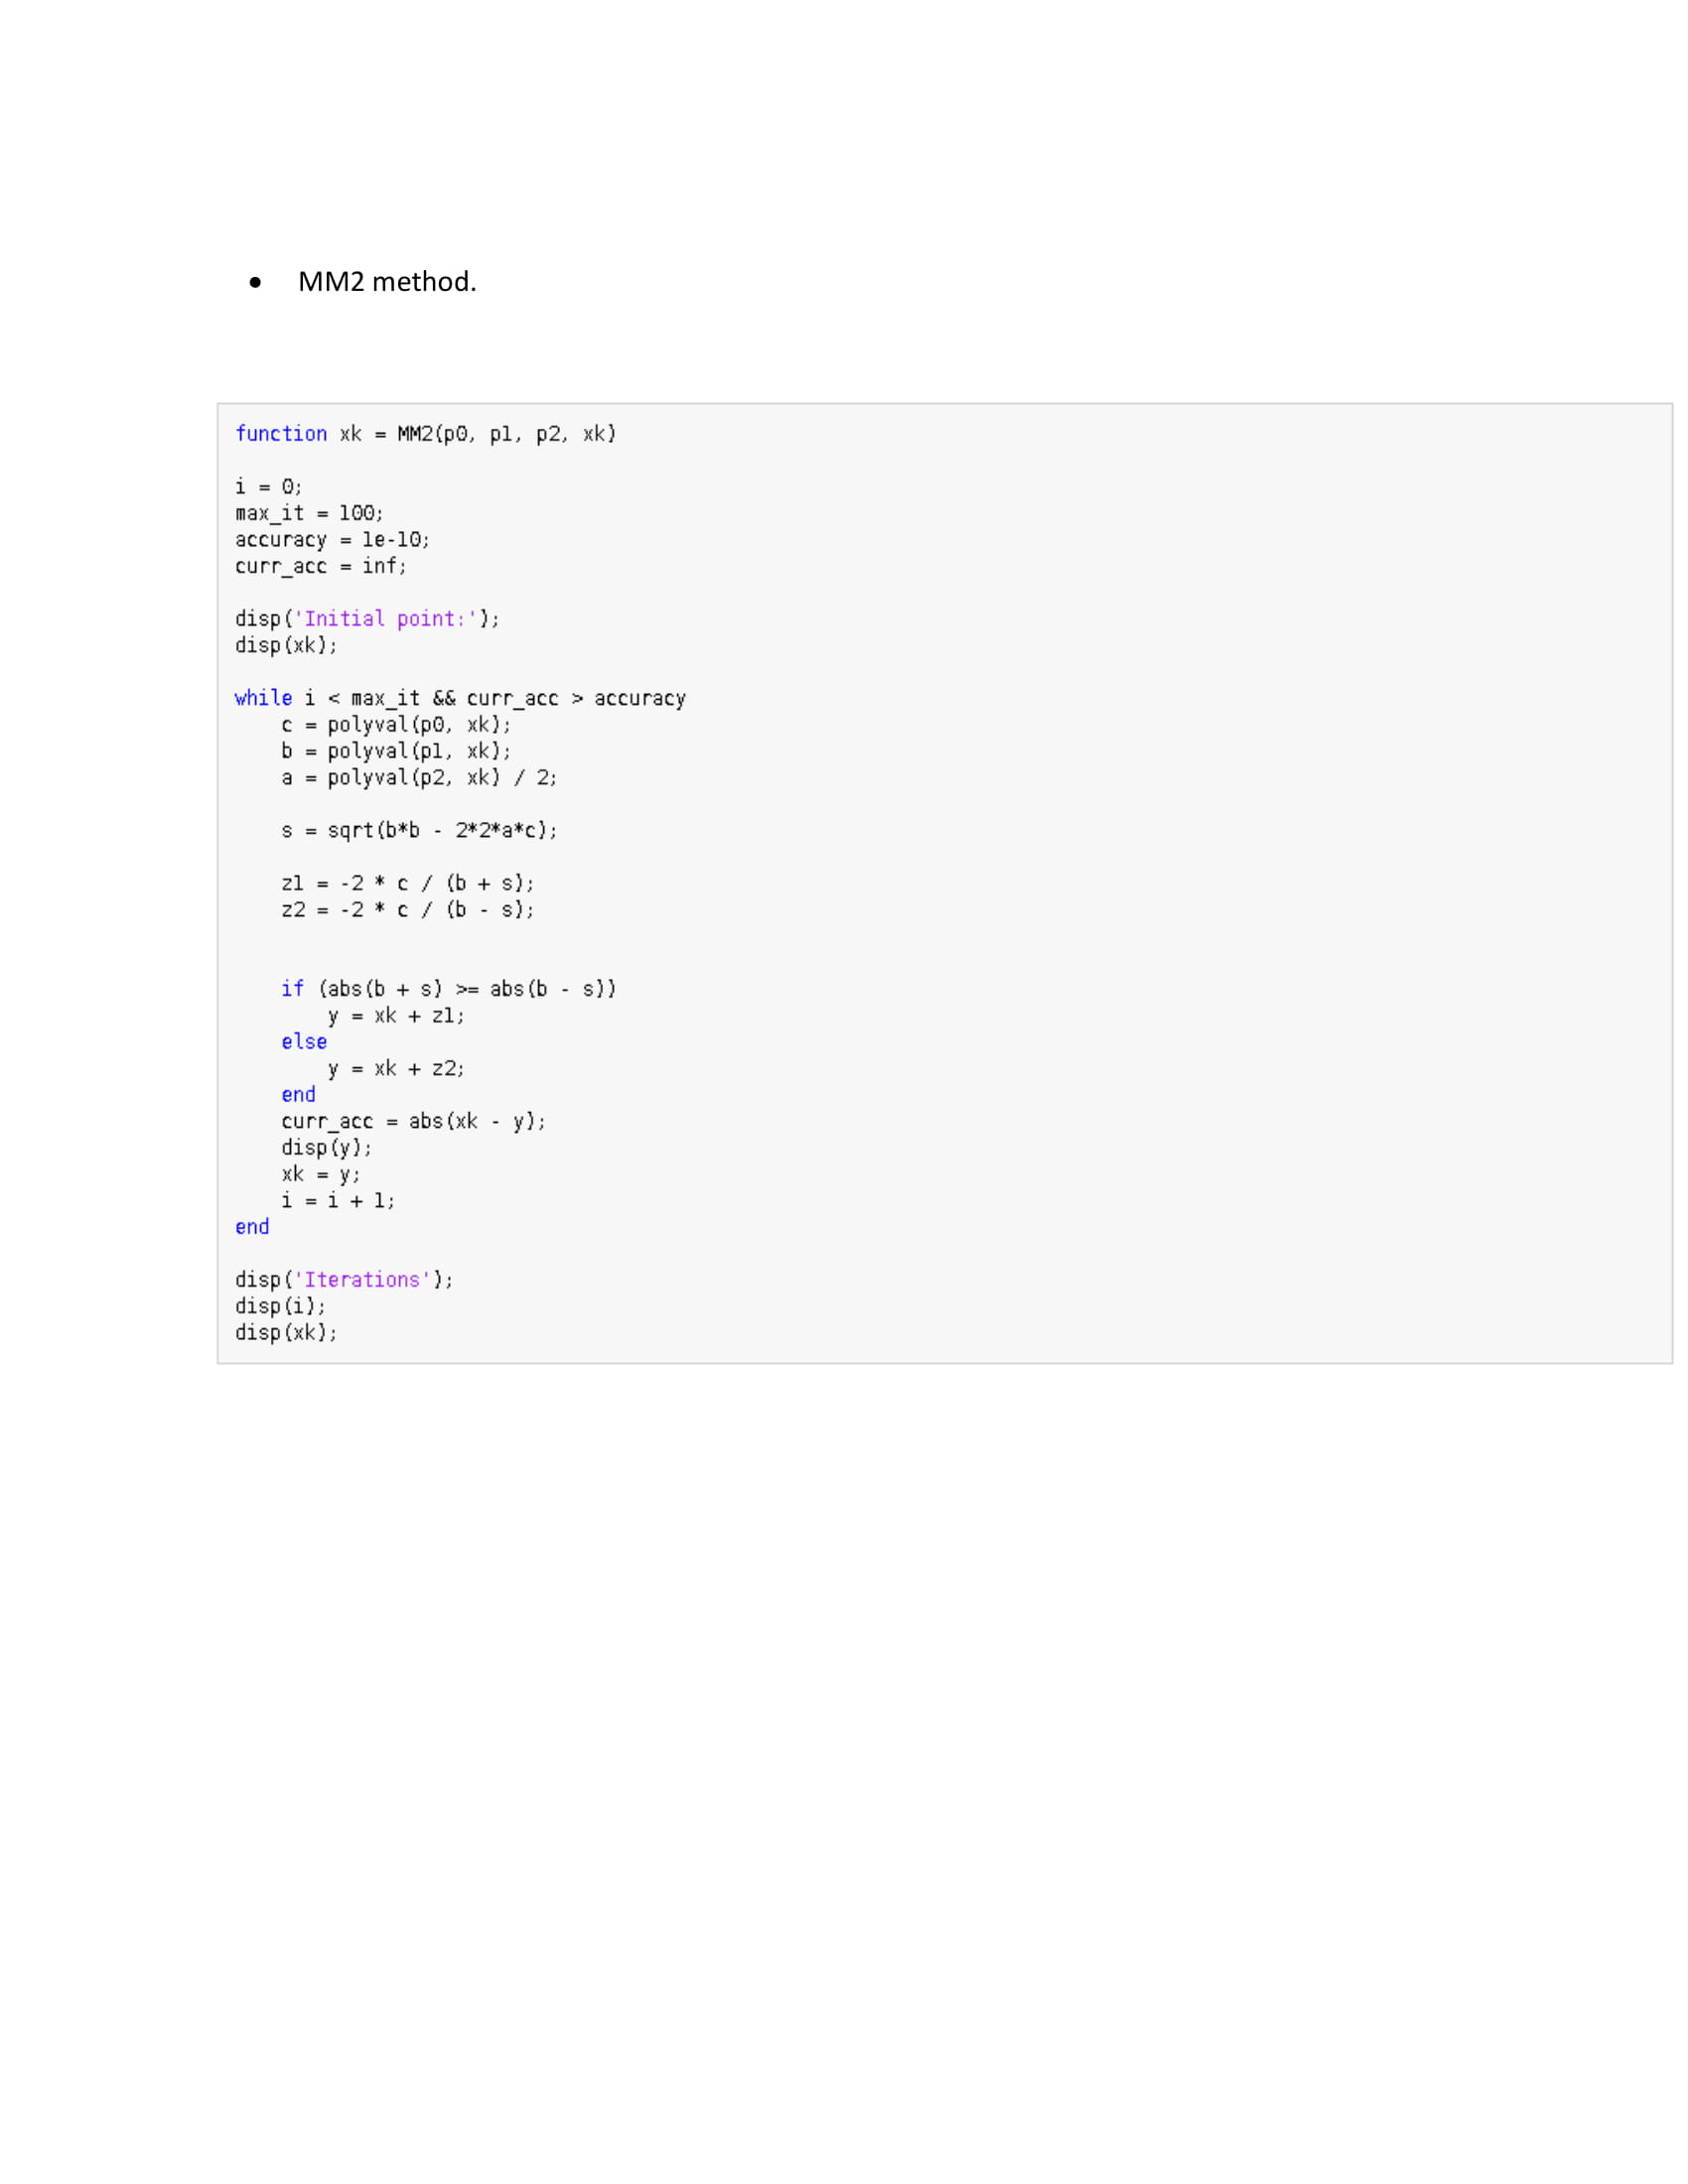 • MM2 method.
function xk = MM2(p0, p1, p2, xk)
i = 0;
max_it = 100;
accuracy = 1e-10;
curr_acc = inf;
disp('Initial point:');
disp(xk);
while i < max_it && curr_acc > accuracy
    c = polyval(p0, xk);
    b = polyval(p1, xk);
    a = polyval(p2, xk) / 2;
    s = sqrt(b*b - 2*2*a*c);
    z1 = -2 * c / (b + s);
    z2 = -2 * c / (b - s);
    if (abs(b + s) >= abs(b - s))
        y = xk + z1;
    else
        y = xk + z2;
    end
    curr_acc = abs(xk - y);
    disp(y);
    xk = y;
    i = i + 1;
end
disp('Iterations');
disp(i);
disp(xk);